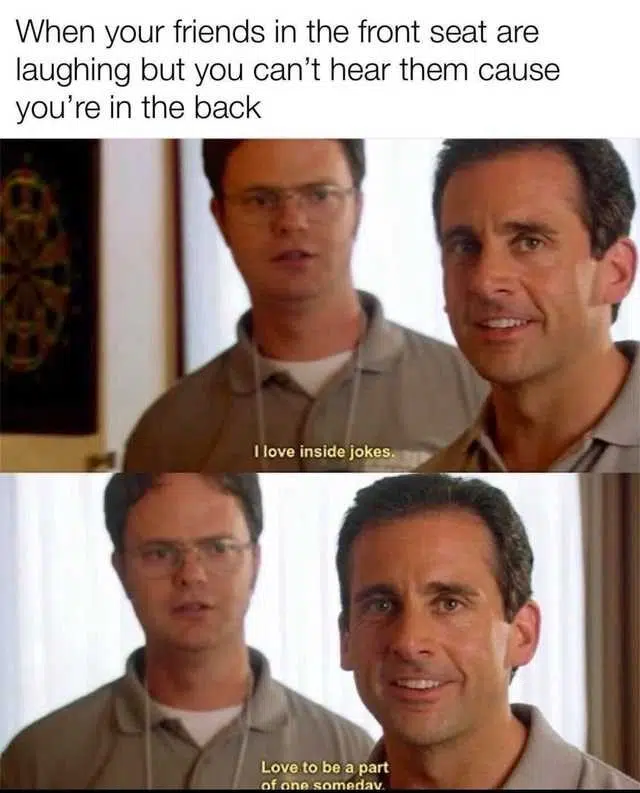 When your friends in the front seat are
laughing but you can’t hear them cause
you’re in the back
I love inside jokes.
Love to be a part
of one someday.